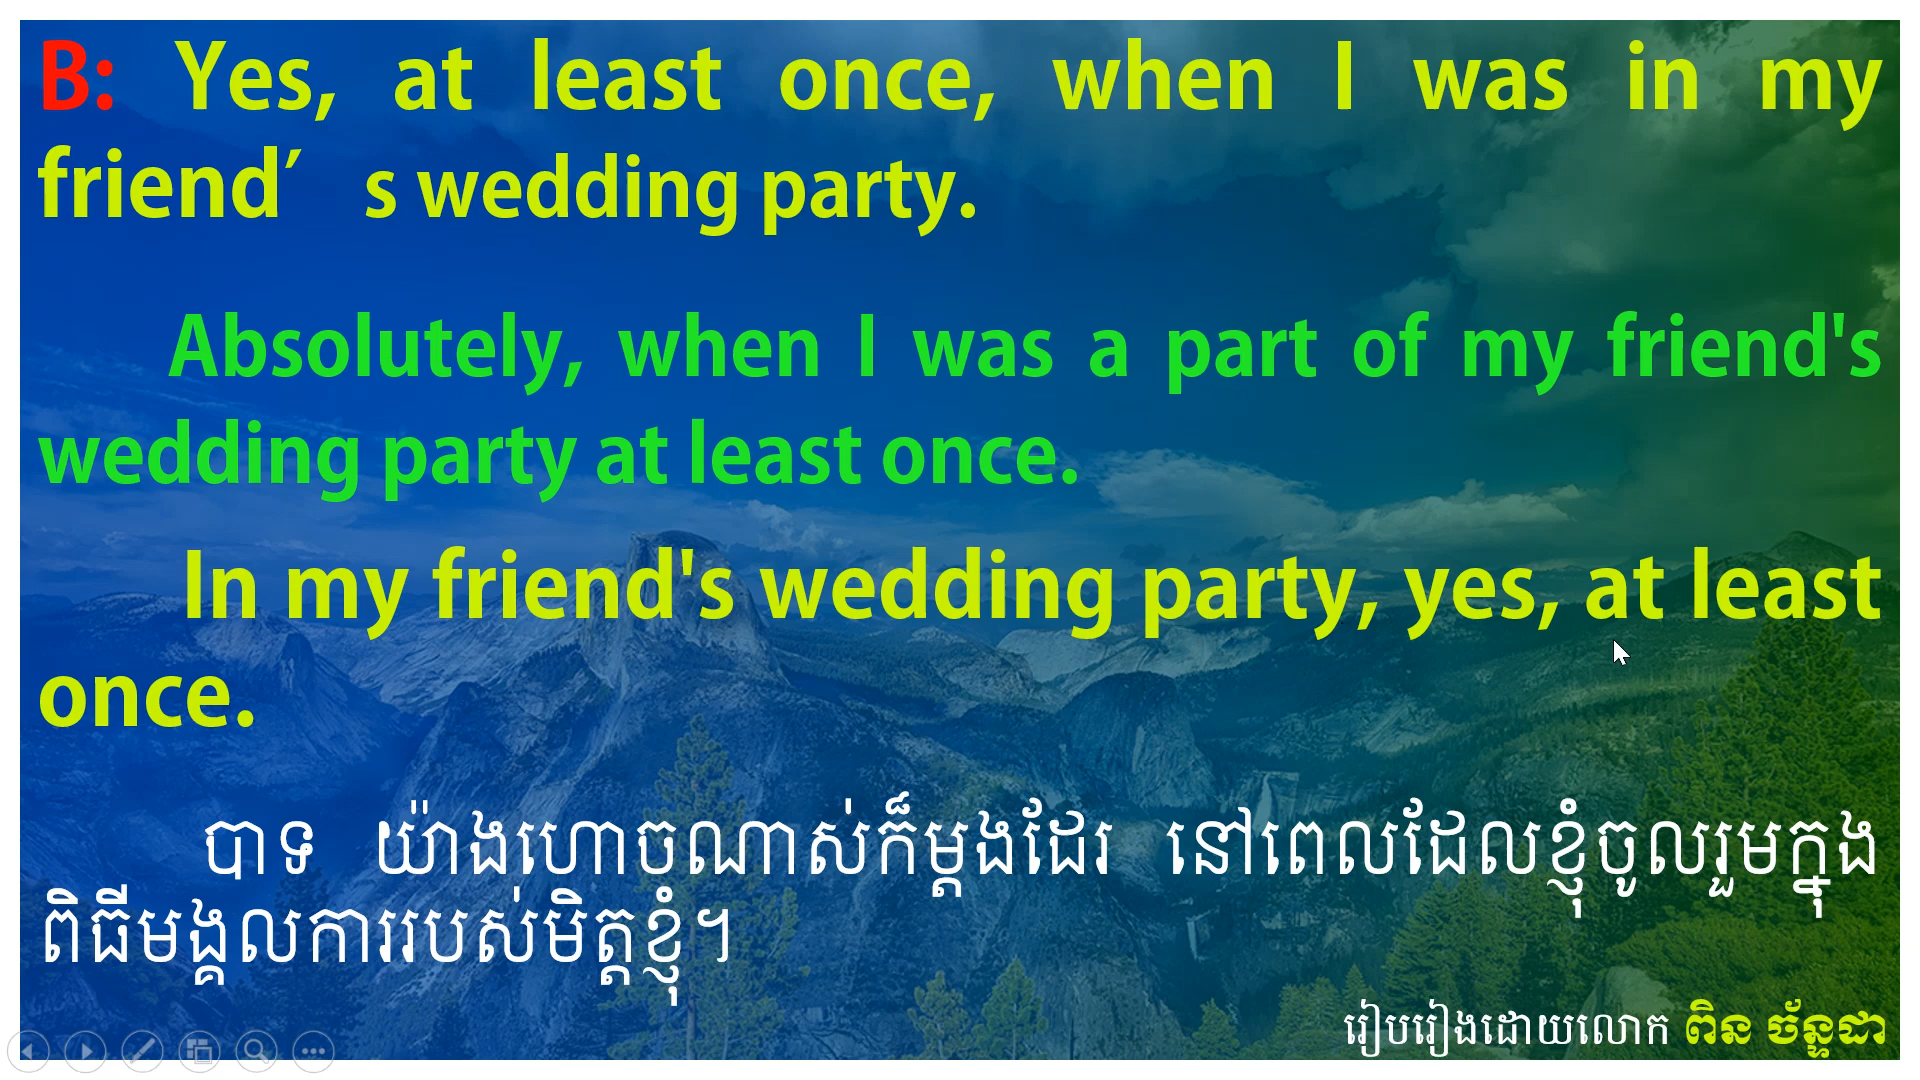 B: Yes, at least once, when I was in my
friend′ s wedding party.
Absolutely, when I was a part of my friend's
wedding party at least once.
In my friend's wedding party, yes, at least
once.
បាទ យ៉ាងហោចណាស់ក៏ម្ដងដែរ នៅពេលដែលខ្ញុំចូលរួមក្នុង
ពិធីមង្គលការរបស់មិត្តខ្ញុំ។
រៀបរៀងដោយលោក ពិន ច័ន្ទដា